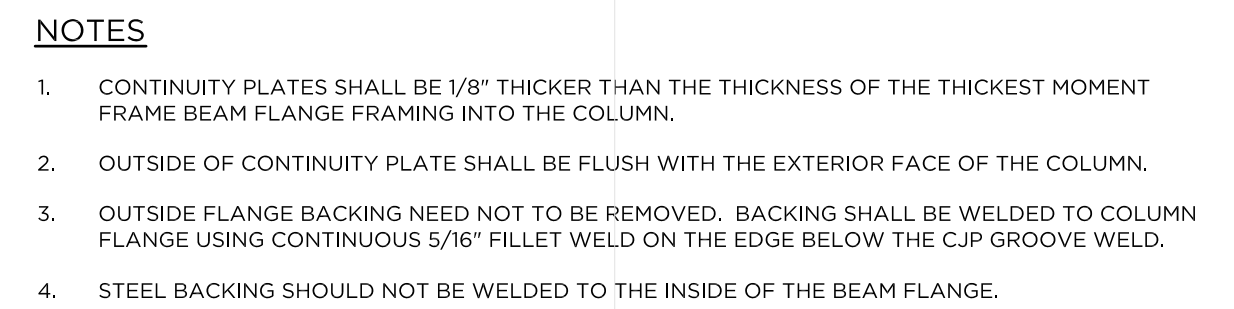 NOTES
1. CONTINUITY PLATES SHALL BE 1/8" THICKER THAN THE THICKNESS OF THE THICKEST MOMENT
FRAME BEAM FLANGE FRAMING INTO THE COLUMN.
2. OUTSIDE OF CONTINUITY PLATE SHALL BE FLUSH WITH THE EXTERIOR FACE OF THE COLUMN.
3. OUTSIDE FLANGE BACKING NEED NOT TO BE REMOVED. BACKING SHALL BE WELDED TO COLUMN
FLANGE USING CONTINUOUS 5/16" FILLET WELD ON THE EDGE BELOW THE CJP GROOVE WELD.
4. STEEL BACKING SHOULD NOT BE WELDED TO THE INSIDE OF THE BEAM FLANGE.